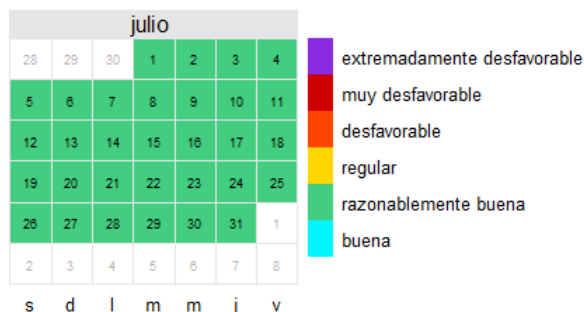 julio
28 29 30 1 2 3 4
5 6 7 8 9 10 11
12 13 14 15 16 17 18
19 20 21 22 23 24 25
26 27 28 29 30 31 1
2 3 4 5 6 7 8
s d l m m j v
extremadamente desfavorable
muy desfavorable
desfavorable
regular
razonablemente buena
buena